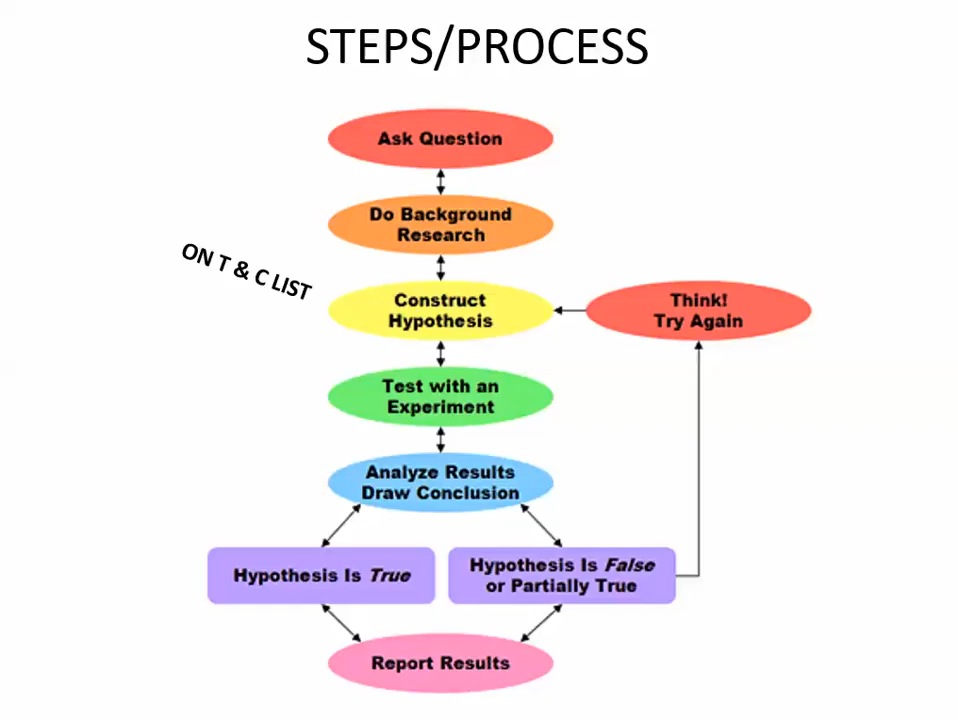 STEPS/PROCESS
Ask Question
Do Background
Research
ON T & C LIST
Construct
Hypothesis
Think!
Try Again
Test with an
Experiment
Analyze Results
Draw Conclusion
Hypothesis Is True
Hypothesis Is False
or Partially True
Report Results